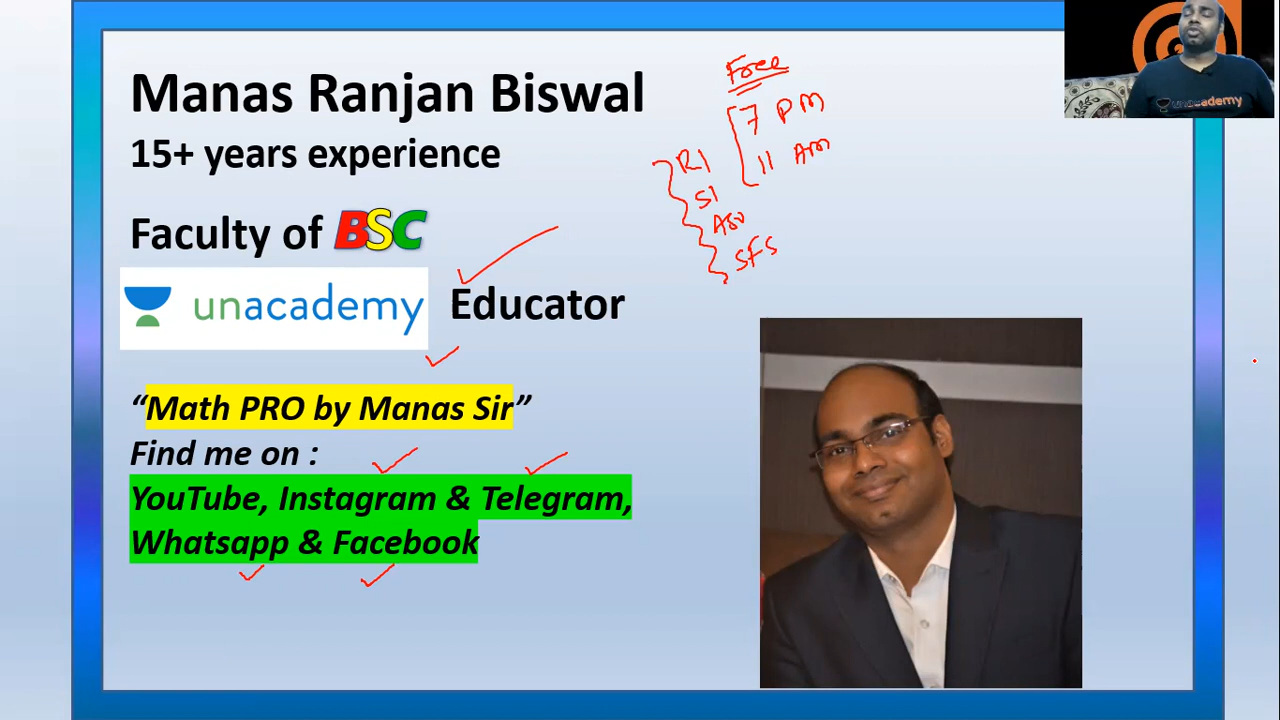 Manas Ranjan Biswal
15+ years experience
Faculty of BSC
unacademy Educator
“Math PRO by Manas Sir”
Find me on :
YouTube, Instagram & Telegram,
Whatsapp & Facebook
Free
7 PM
11 AM
RI
SI
ASO
SFS
unacademy